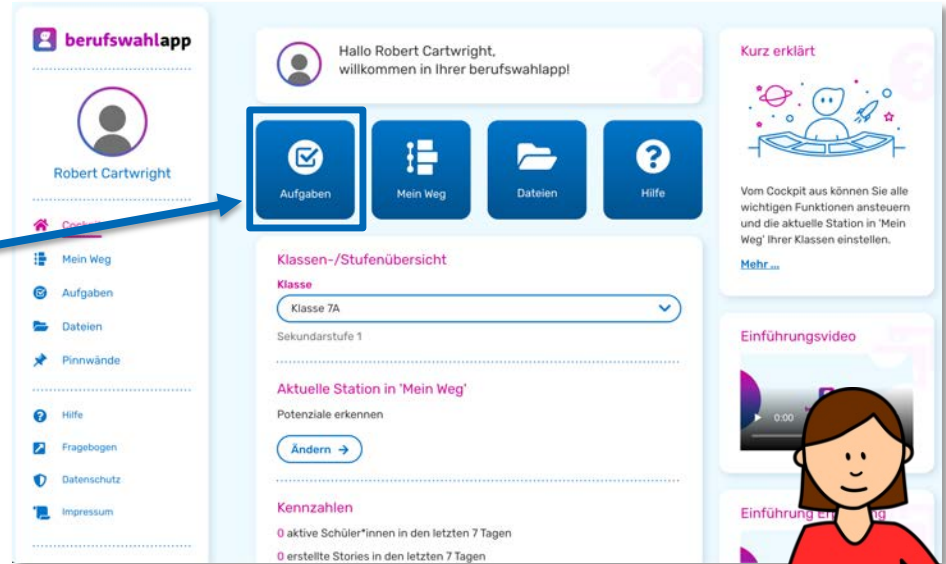 berufswahlapp
Robert Cartwright
Cockpit
Mein Weg
Aufgaben
Dateien
Pinnwände
Hilfe
Fragebogen
Datenschutz
Impressum
Hallo Robert Cartwright,
willkommen in Ihrer berufswahlapp!
Aufgaben
Mein Weg
Dateien
Hilfe
Klassen-/Stufenübersicht
Klasse
Klasse 7A
Sekundarstufe 1
Aktuelle Station in 'Mein Weg'
Potenziale erkennen
Ändern →
Kennzahlen
0 aktive Schüler*innen in den letzten 7 Tagen
0 erstellte Stories in den letzten 7 Tagen
Kurz erklärt
Vom Cockpit aus können Sie alle
wichtigen Funktionen ansteuern
und die aktuelle Station in 'Mein
Weg' Ihrer Klassen einstellen.
Mehr ...
Einführungsvideo
0:00
Einführung